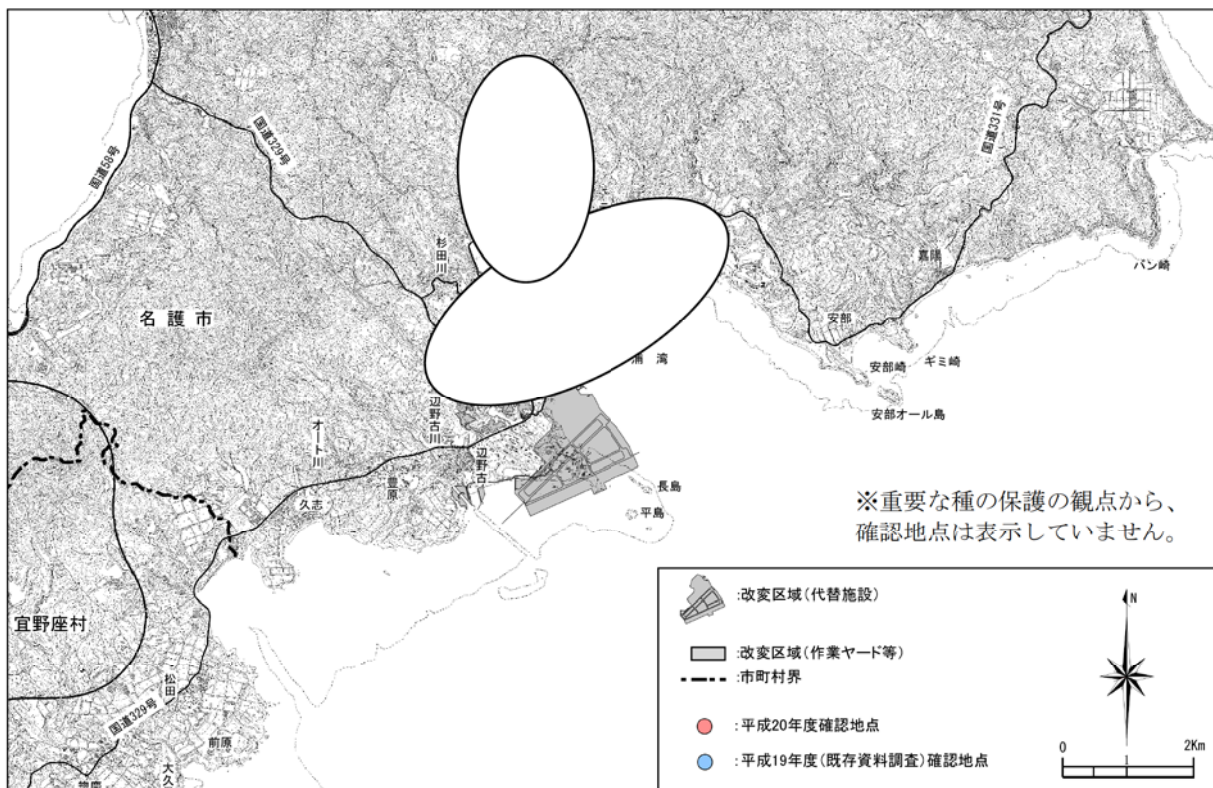 国道58号
国道329号
国道331号
杉田川
嘉陽
バン崎
名護市
安部
浦湾
安部崎
ギミ崎
安部オール島
辺野古川
オート川
辺野古
豊原
久志
長島
平島
※重要な種の保護の観点から、
確認地点は表示していません。
宜野座村
松田
国道329号
前原
大久
:改変区域(代替施設)
:改変区域(作業ヤード等)
:市町村界
:平成20年度確認地点
:平成19年度(既存資料調査)確認地点
N
0 1 2Km